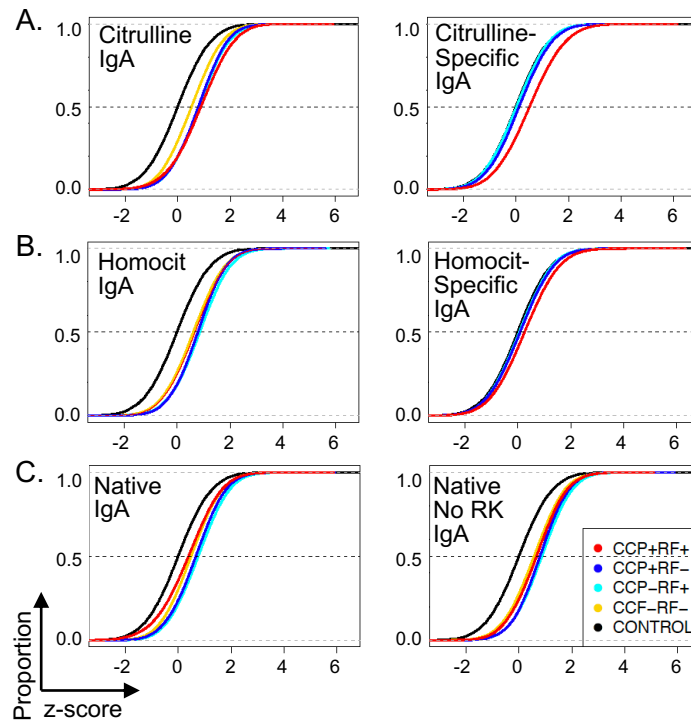 A.
Citrulline
IgA
1.0
0.5
0.0
-2 0 2 4 6
Citrulline-
Specific
IgA
1.0
0.5
0.0
-2 0 2 4 6
B.
Homocit
IgA
1.0
0.5
0.0
-2 0 2 4 6
Homocit-
Specific
IgA
1.0
0.5
0.0
-2 0 2 4 6
C.
Native
IgA
1.0
0.5
0.0
-2 0 2 4 6
Native
No RK
IgA
1.0
0.5
0.0
-2 0 2 4 6
CCP+RF+
CCP+RF-
CCP-RF+
CCF-RF-
CONTROL
Proportion
z-score